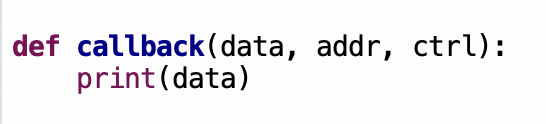 def callback(data, addr, ctrl):
    print(data)